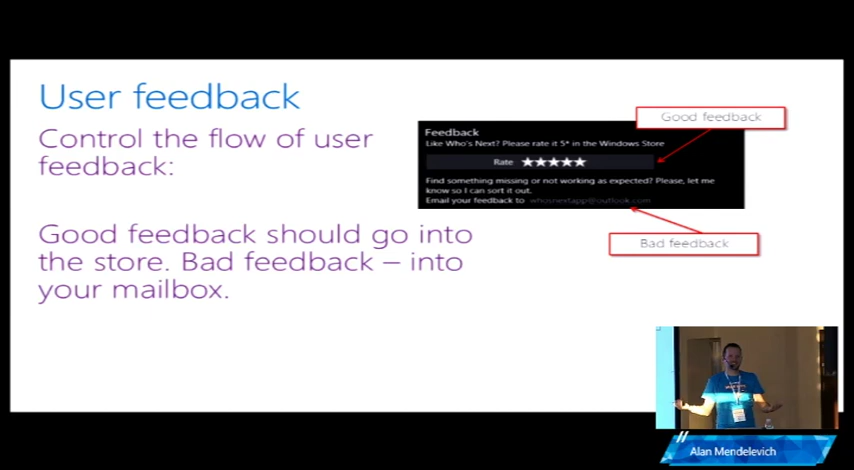 User feedback
Control the flow of user
feedback:
Good feedback should go into
the store. Bad feedback – into
your mailbox.
Good feedback
Feedback
Like Who's Next? Please rate it 5* in the Windows Store
Rate ★★★★★
Find something missing or not working as expected? Please, let me
know so I can sort it out.
Email your feedback to whosnextapp@outlook.com
Bad feedback
Alan Mendelevich